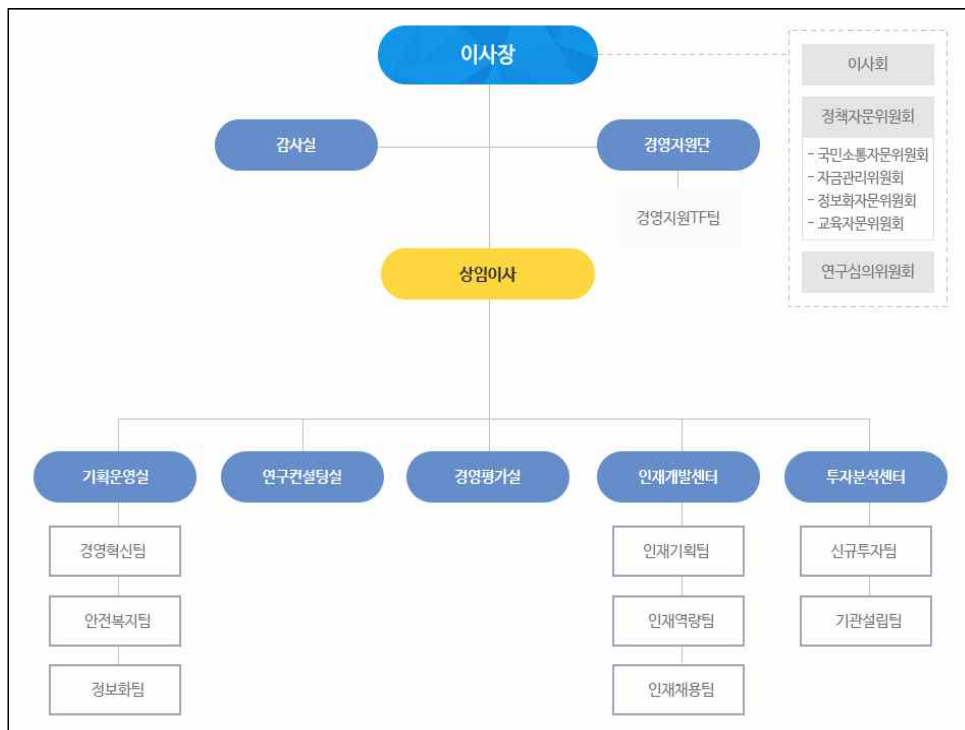 이사장
이사회
정책자문위원회
- 국민소통자문위원회
- 자금관리위원회
- 정보화자문위원회
- 교육자문위원회
연구심의위원회
감사실
경영지원단
경영지원TF팀
상임이사
기획운영실
연구컨설팅실
경영평가실
인재개발센터
투자분석센터
경영혁신팀
인재기획팀
신규투자팀
안전복지팀
인재역량팀
기관설립팀
정보화팀
인재채용팀